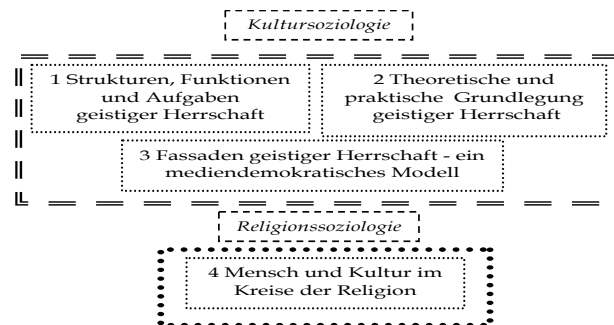 Kultursoziologie
1 Strukturen, Funktionen
und Aufgaben
geistiger Herrschaft
2 Theoretische und
praktische Grundlegung
geistiger Herrschaft
3 Fassaden geistiger Herrschaft - ein
mediendemokratisches Modell
Religionssoziologie
4 Mensch und Kultur im
Kreise der Religion